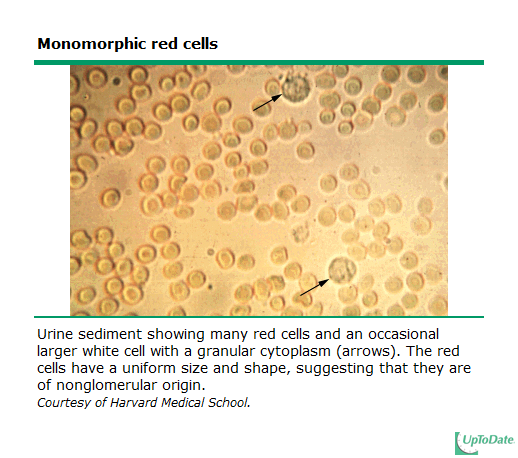 Monomorphic red cells
Urine sediment showing many red cells and an occasional
larger white cell with a granular cytoplasm (arrows). The red
cells have a uniform size and shape, suggesting that they are
of nonglomerular origin.
Courtesy of Harvard Medical School.
UpToDate